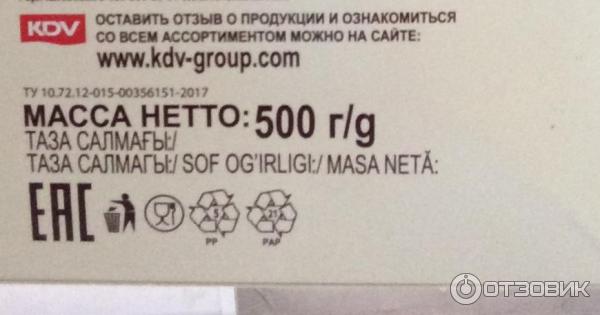 KDV
ОСТАВИТЬ ОТЗЫВ О ПРОДУКЦИИ И ОЗНАКОМИТЬСЯ
СО ВСЕМ АССОРТИМЕНТОМ МОЖНО НА САЙТЕ:
www.kdv-group.com
ТУ 10.72.12-015-00356151-2017
МАССА НЕТТО: 500 г/g
ТАЗА САЛМАҒЫ:/
ТАЗА САЛМАГЫ:/ SOF OG'IRLIGI:/ MASA NETĂ:
EAC
5
PP
21
PAP
ОТЗОВИК